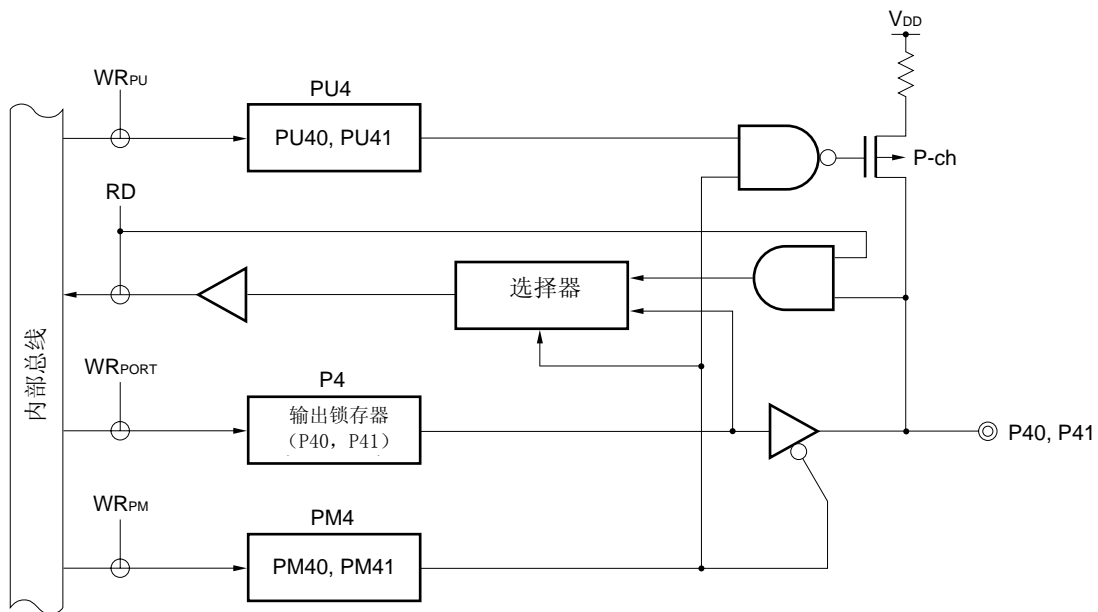 VDD
WRPU
PU4
PU40, PU41
P-ch
RD
选择器
内部总线
WRPORT
P4
输出锁存器
（P40，P41）
P40, P41
WRPM
PM4
PM40, PM41